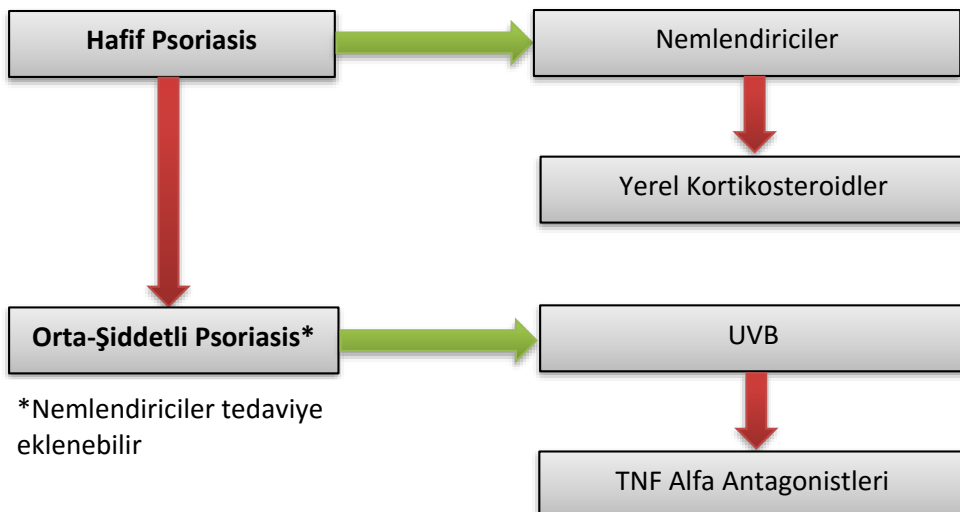 Hafif Psoriasis
Nemlendiriciler
Yerel Kortikosteroidler
Orta-Şiddetli Psoriasis*
UVB
*Nemlendiriciler tedaviye
eklenebilir
TNF Alfa Antagonistleri